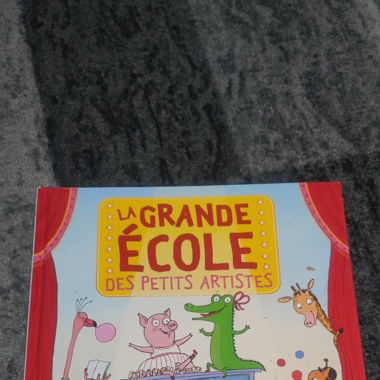 LA GRANDE
ÉCOLE
DES PETITS ARTISTES